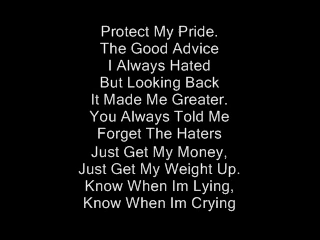 Protect My Pride.
The Good Advice
I Always Hated
But Looking Back
It Made Me Greater.
You Always Told Me
Forget The Haters
Just Get My Money,
Just Get My Weight Up.
Know When Im Lying,
Know When Im Crying